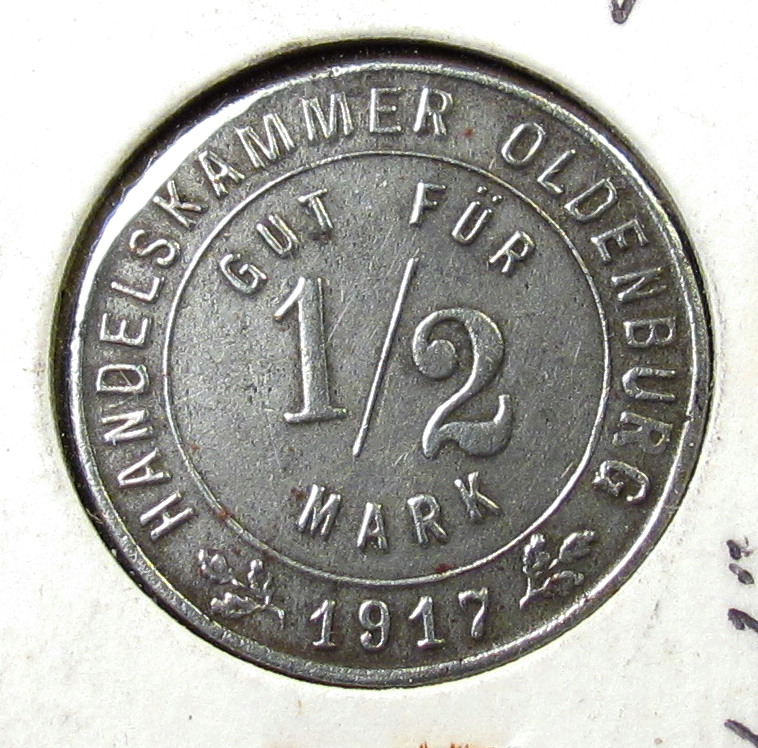 HANDELSKAMMER OLDENBURG
GUT FÜR
1/2
MARK
1917